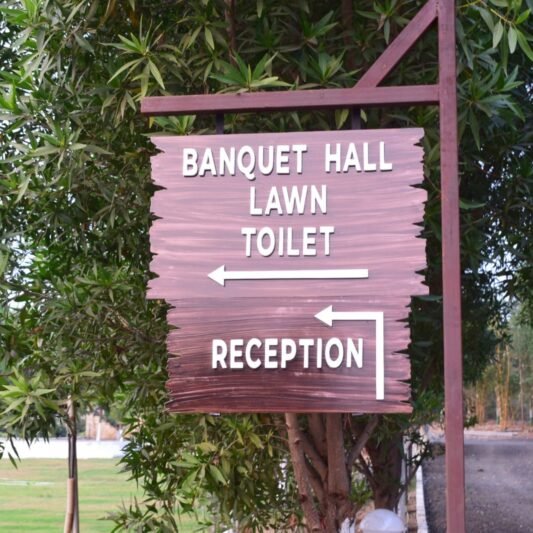 BANQUET HALL
LAWN
TOILET
RECEPTION